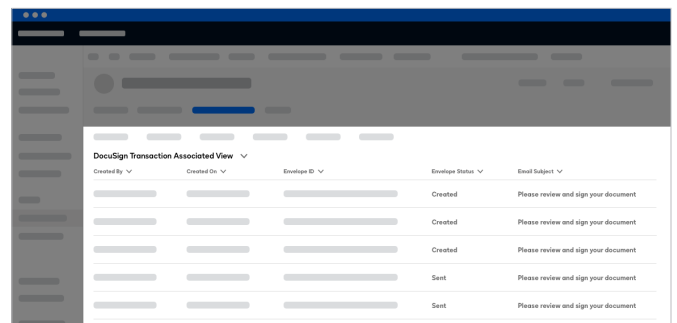 DocuSign Transaction Associated View
Created By Created On Envelope ID Envelope Status Email Subject
Created Please review and sign your document
Created Please review and sign your document
Created Please review and sign your document
Sent Please review and sign your document
Sent Please review and sign your document